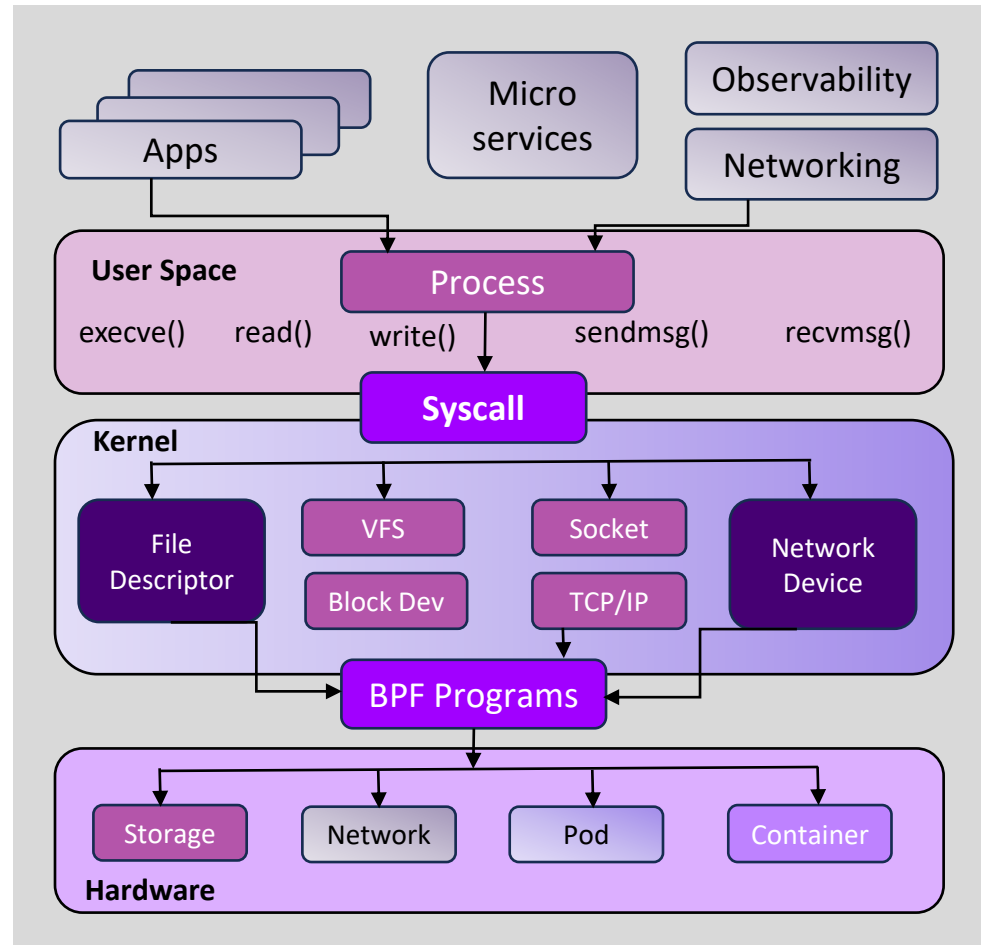 Apps
Micro
services
Observability
Networking
User Space
Process
execve()
read()
write()
sendmsg()
recvmsg()
Syscall
Kernel
File
Descriptor
VFS
Block Dev
Socket
TCP/IP
Network
Device
BPF Programs
Storage
Network
Pod
Container
Hardware